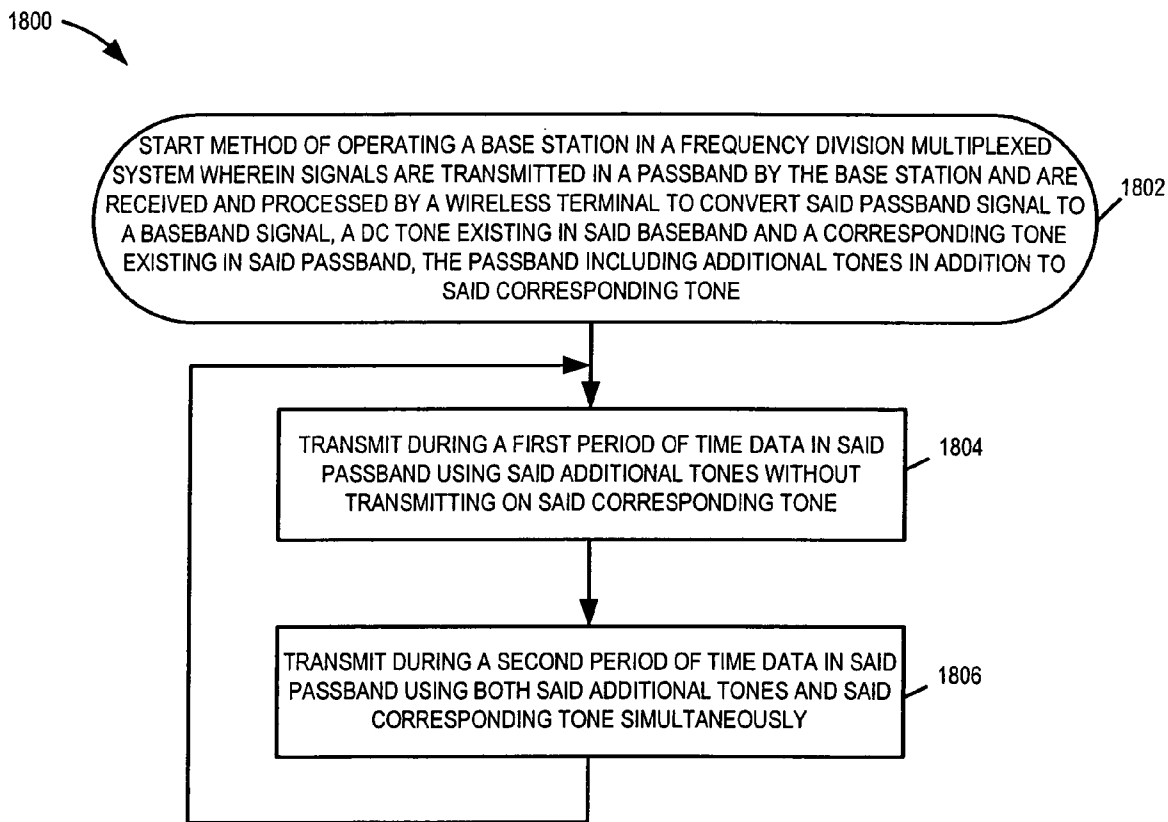 1800
START METHOD OF OPERATING A BASE STATION IN A FREQUENCY DIVISION MULTIPLEXED
SYSTEM WHEREIN SIGNALS ARE TRANSMITTED IN A PASSBAND BY THE BASE STATION AND ARE
RECEIVED AND PROCESSED BY A WIRELESS TERMINAL TO CONVERT SAID PASSBAND SIGNAL TO
A BASEBAND SIGNAL, A DC TONE EXISTING IN SAID BASEBAND AND A CORRESPONDING TONE
EXISTING IN SAID PASSBAND, THE PASSBAND INCLUDING ADDITIONAL TONES IN ADDITION TO
SAID CORRESPONDING TONE
1802
TRANSMIT DURING A FIRST PERIOD OF TIME DATA IN SAID
PASSBAND USING SAID ADDITIONAL TONES WITHOUT
TRANSMITTING ON SAID CORRESPONDING TONE
1804
TRANSMIT DURING A SECOND PERIOD OF TIME DATA IN SAID
PASSBAND USING BOTH SAID ADDITIONAL TONES AND SAID
CORRESPONDING TONE SIMULTANEOUSLY
1806